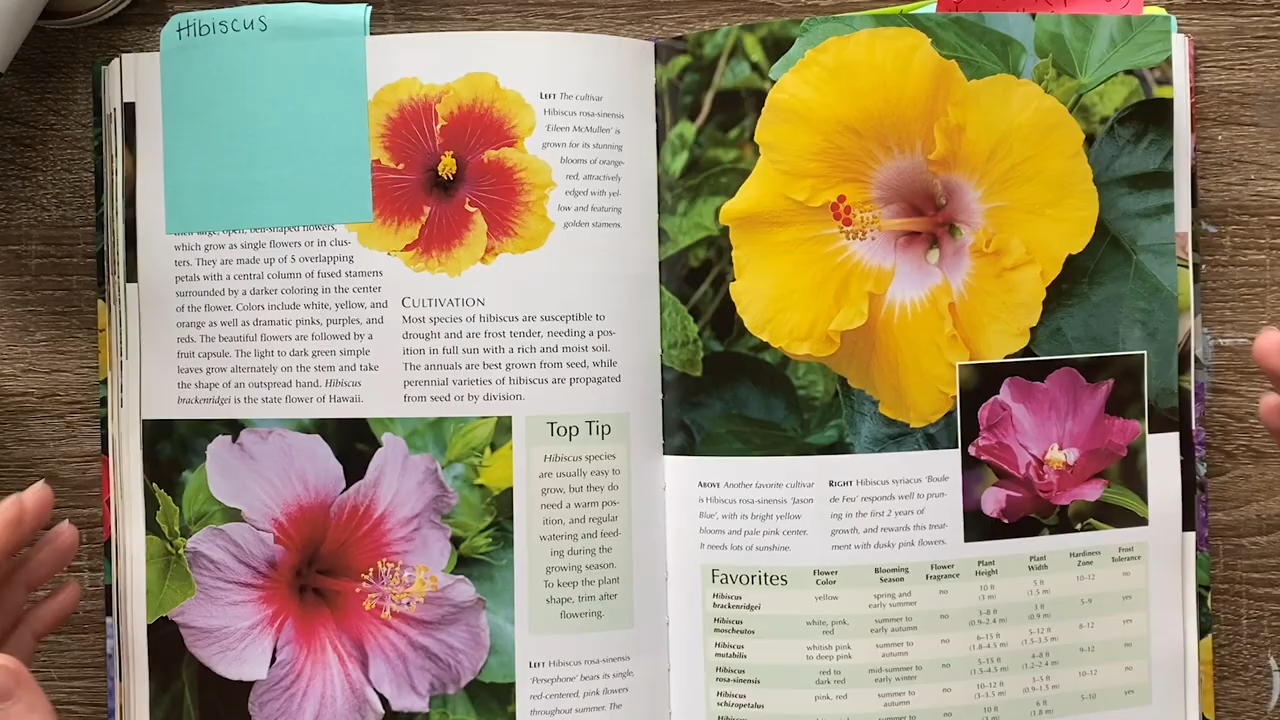 Hibiscus
their large, open, bell-shaped flowers,
which grow as single flowers or in clus-
ters. They are made up of 5 overlapping
petals with a central column of fused stamens
surrounded by a darker coloring in the center
of the flower. Colors include white, yellow, and
orange as well as dramatic pinks, purples, and
reds. The beautiful flowers are followed by a
fruit capsule. The light to dark green simple
leaves grow alternately on the stem and take
the shape of an outspread hand. Hibiscus
brackenridgei is the state flower of Hawaii.
LEFT The cultivar
Hibiscus rosa-sinensis
'Eileen McMullen' is
grown for its stunning
blooms of orange-
red, attractively
edged with yel-
low and featuring
golden stamens.
CULTIVATION
Most species of hibiscus are susceptible to
drought and are frost tender, needing a pos-
ition in full sun with a rich and moist soil.
The annuals are best grown from seed, while
perennial varieties of hibiscus are propagated
from seed or by division.
Top Tip
Hibiscus species
are usually easy to
grow, but they do
need a warm pos-
ition, and regular
watering and feed-
ing during the
growing season.
To keep the plant
shape, trim after
flowering.
LEFT Hibiscus rosa-sinensis
'Persephone' bears its single,
red-centered, pink flowers
throughout summer. The
ABOVE Another favorite cultivar
is Hibiscus rosa-sinensis 'Jason
Blue', with its bright yellow
blooms and pale pink center.
It needs lots of sunshine.
RIGHT Hibiscus syriacus 'Boule
de Feu' responds well to prun-
ing in the first 2 years of
growth, and rewards this treat-
ment with dusky pink flowers.
Favorites Flower Color Blooming Season Flower Fragrance Plant Height Plant Width Hardiness Zone Frost Tolerance
Hibiscus brackenridgei yellow spring and early summer no 10 ft (3 m) 5 ft (1.5 m) 10–12 no
Hibiscus moscheutos white, pink, red summer to early autumn no 3–8 ft (0.9–2.4 m) 3 ft (0.9 m) 5–9 yes
Hibiscus mutabilis whitish pink to deep pink summer to autumn no 6–15 ft (1.8–4.5 m) 5–12 ft (1.5–3.5 m) 8–12 yes
Hibiscus rosa-sinensis red to dark red mid-summer to early winter no 5–15 ft (1.5–4.5 m) 4–8 ft (1.2–2.4 m) 9–12 no
Hibiscus schizopetalus pink, red summer to autumn no 10–12 ft (3–3.5 m) 3–5 ft (0.9–1.5 m) 10–12 no
summer to 10 ft 6 ft (1.8 m) 5–10 yes